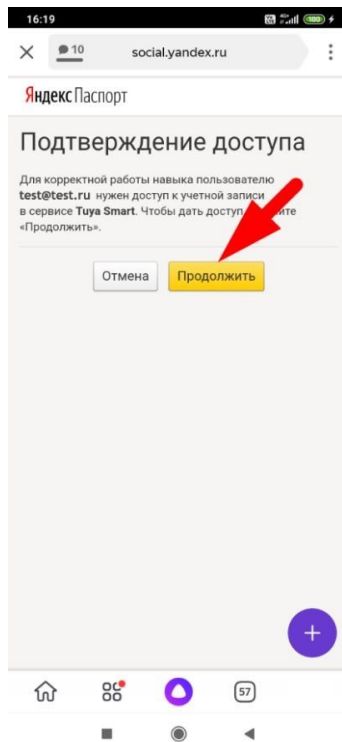 16:19
100
10
social.yandex.ru
Яндекс Паспорт
Подтверждение доступа
Для корректной работы навыка пользователю
test@test.ru нужен доступ к учетной записи
в сервисе Tuya Smart. Чтобы дать доступ
«Продолжить».
Отмена
Продолжить
57